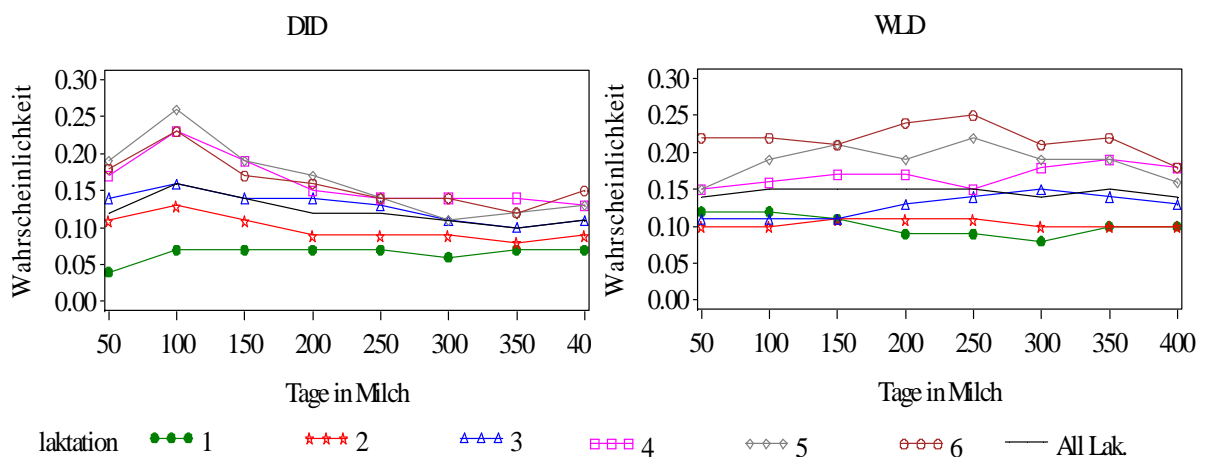 DID
WLD
Wahrscheinlichkeit
0.30
0.25
0.20
0.15
0.10
0.05
0.00
50 100 150 200 250 300 350 40
Tage in Milch
Wahrscheinlichkeit
0.30
0.25
0.20
0.15
0.10
0.05
0.00
50 100 150 200 250 300 350 400
Tage in Milch
laktation 1 2 3 4 5 6 All Lak.